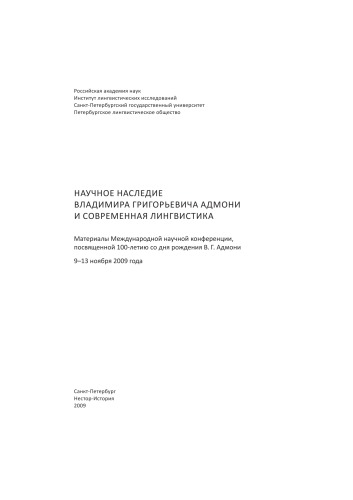 Российская академия наук
Институт лингвистических исследований
Санкт-Петербургский государственный университет
Петербургское лингвистическое общество
НАУЧНОЕ НАСЛЕДИЕ
ВЛАДИМИРА ГРИГОРЬЕВИЧА АДМОНИ
И СОВРЕМЕННАЯ ЛИНГВИСТИКА
Материалы Международной научной конференции,
посвященной 100-летию со дня рождения В. Г. Адмони
9–13 ноября 2009 года
Санкт-Петербург
Нестор-История
2009